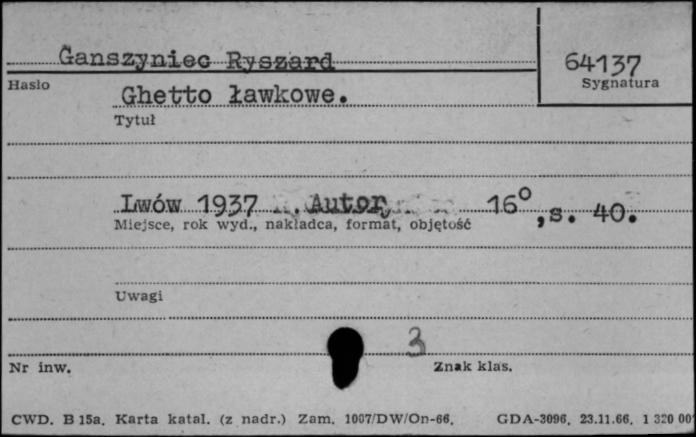 Ganszyniec Ryszard
64137
Hasło
Sygnatura
Ghetto ławkowe.
Tytuł
Lwów 1937 Autor, 16°, s. 40.
Miejsce, rok wyd., nakładca, format, objętość
Uwagi
3
Nr inw.
Znak klas.
CWD. B 15a. Karta katal. (z nadr.) Zam. 1007/DW/On-66. GDA-3096. 23.11.66. 1 320 00